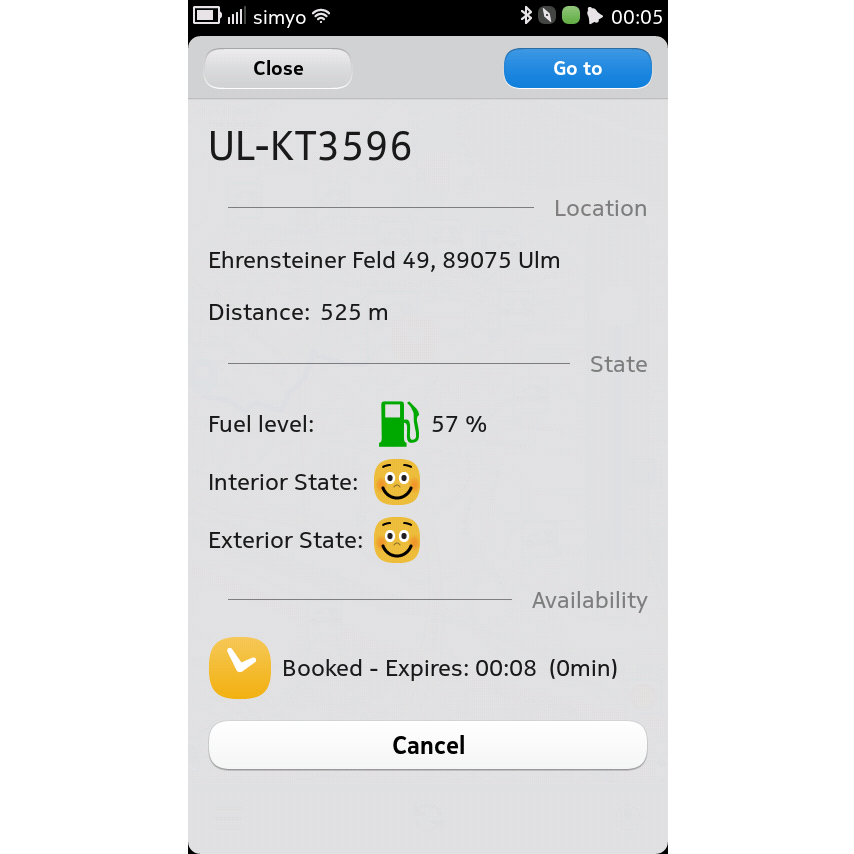 simyo 00:05
Close Go to
UL-KT3596
Location
Ehrensteiner Feld 49, 89075 Ulm
Distance: 525 m
State
Fuel level: 57 %
Interior State:
Exterior State:
Availability
Booked - Expires: 00:08 (0min)
Cancel